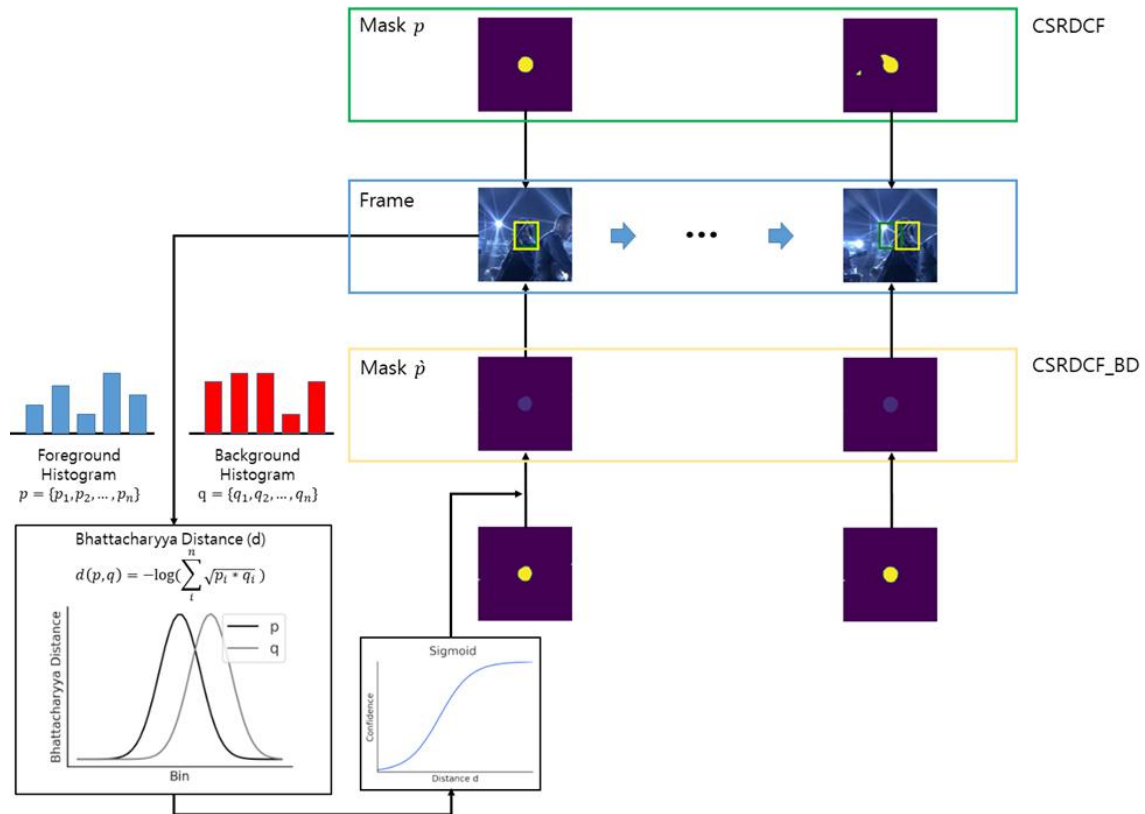 Mask 𝑝
CSRDCF
Frame
•••
Mask 𝑝̂
CSRDCF_BD
Foreground
Histogram
𝑝 = {𝑝₁, 𝑝₂, … , 𝑝ₙ}
Background
Histogram
q = {𝑞₁, 𝑞₂, … , 𝑞ₙ}
Bhattacharyya Distance (d)
𝑑(𝑝, 𝑞) = −log(∑ᵢⁿ √𝑝ᵢ * 𝑞ᵢ )
Bhattacharyya Distance
p
q
Bin
Sigmoid
Confidence
Distance d